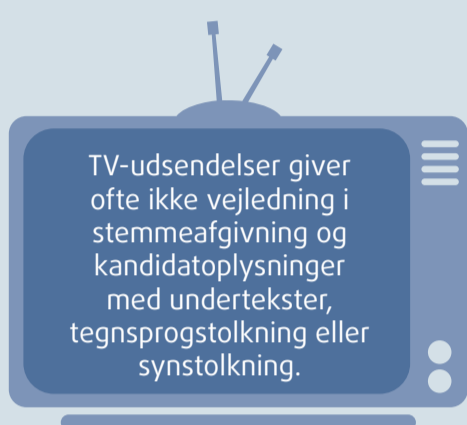 TV-udsendelser giver
ofte ikke vejledning i
stemmeafgivning og
kandidatoplysninger
med undertekster,
tegnsprogstolkning eller
synstolkning.